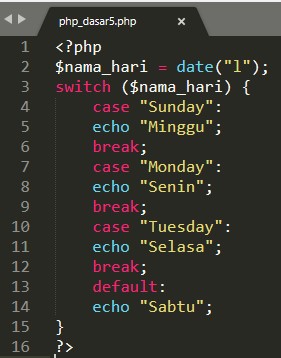 php_dasar5.php ×
1 <?php
2 $nama_hari = date("l");
3 switch ($nama_hari) {
4 case "Sunday":
5 echo "Minggu";
6 break;
7 case "Monday":
8 echo "Senin";
9 break;
10 case "Tuesday":
11 echo "Selasa";
12 break;
13 default:
14 echo "Sabtu";
15 }
16 ?>